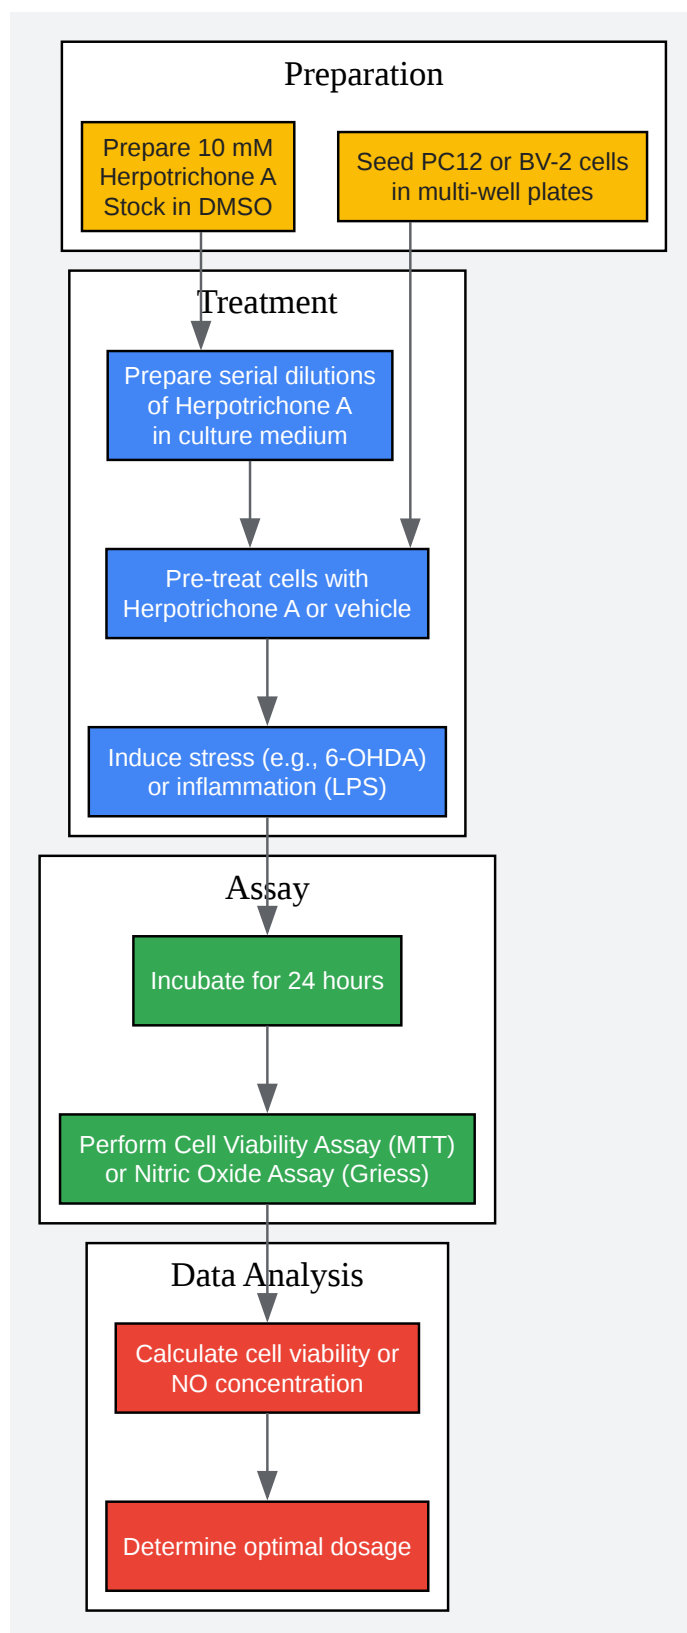 Preparation
Prepare 10 mM
Herpotrichone A
Stock in DMSO
Seed PC12 or BV-2 cells
in multi-well plates
Treatment
Prepare serial dilutions
of Herpotrichone A
in culture medium
Pre-treat cells with
Herpotrichone A or vehicle
Induce stress (e.g., 6-OHDA)
or inflammation (LPS)
Assay
Incubate for 24 hours
Perform Cell Viability Assay (MTT)
or Nitric Oxide Assay (Griess)
Data Analysis
Calculate cell viability or
NO concentration
Determine optimal dosage